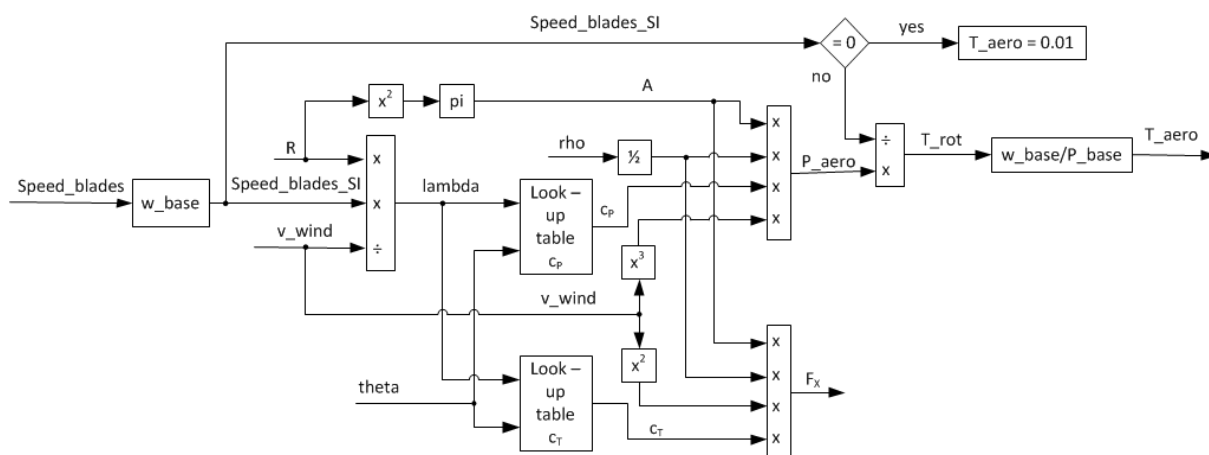 Speed_blades_SI
= 0
yes
T_aero = 0.01
no
x²
pi
A
R
x
x
÷
rho
½
x
x
x
x
P_aero
÷
x
T_rot
w_base/P_base
T_aero
Speed_blades
w_base
Speed_blades_SI
lambda
v_wind
Look –
up
table
c_P
c_P
x³
v_wind
x²
theta
Look –
up
table
c_T
c_T
x
x
x
x
F_X